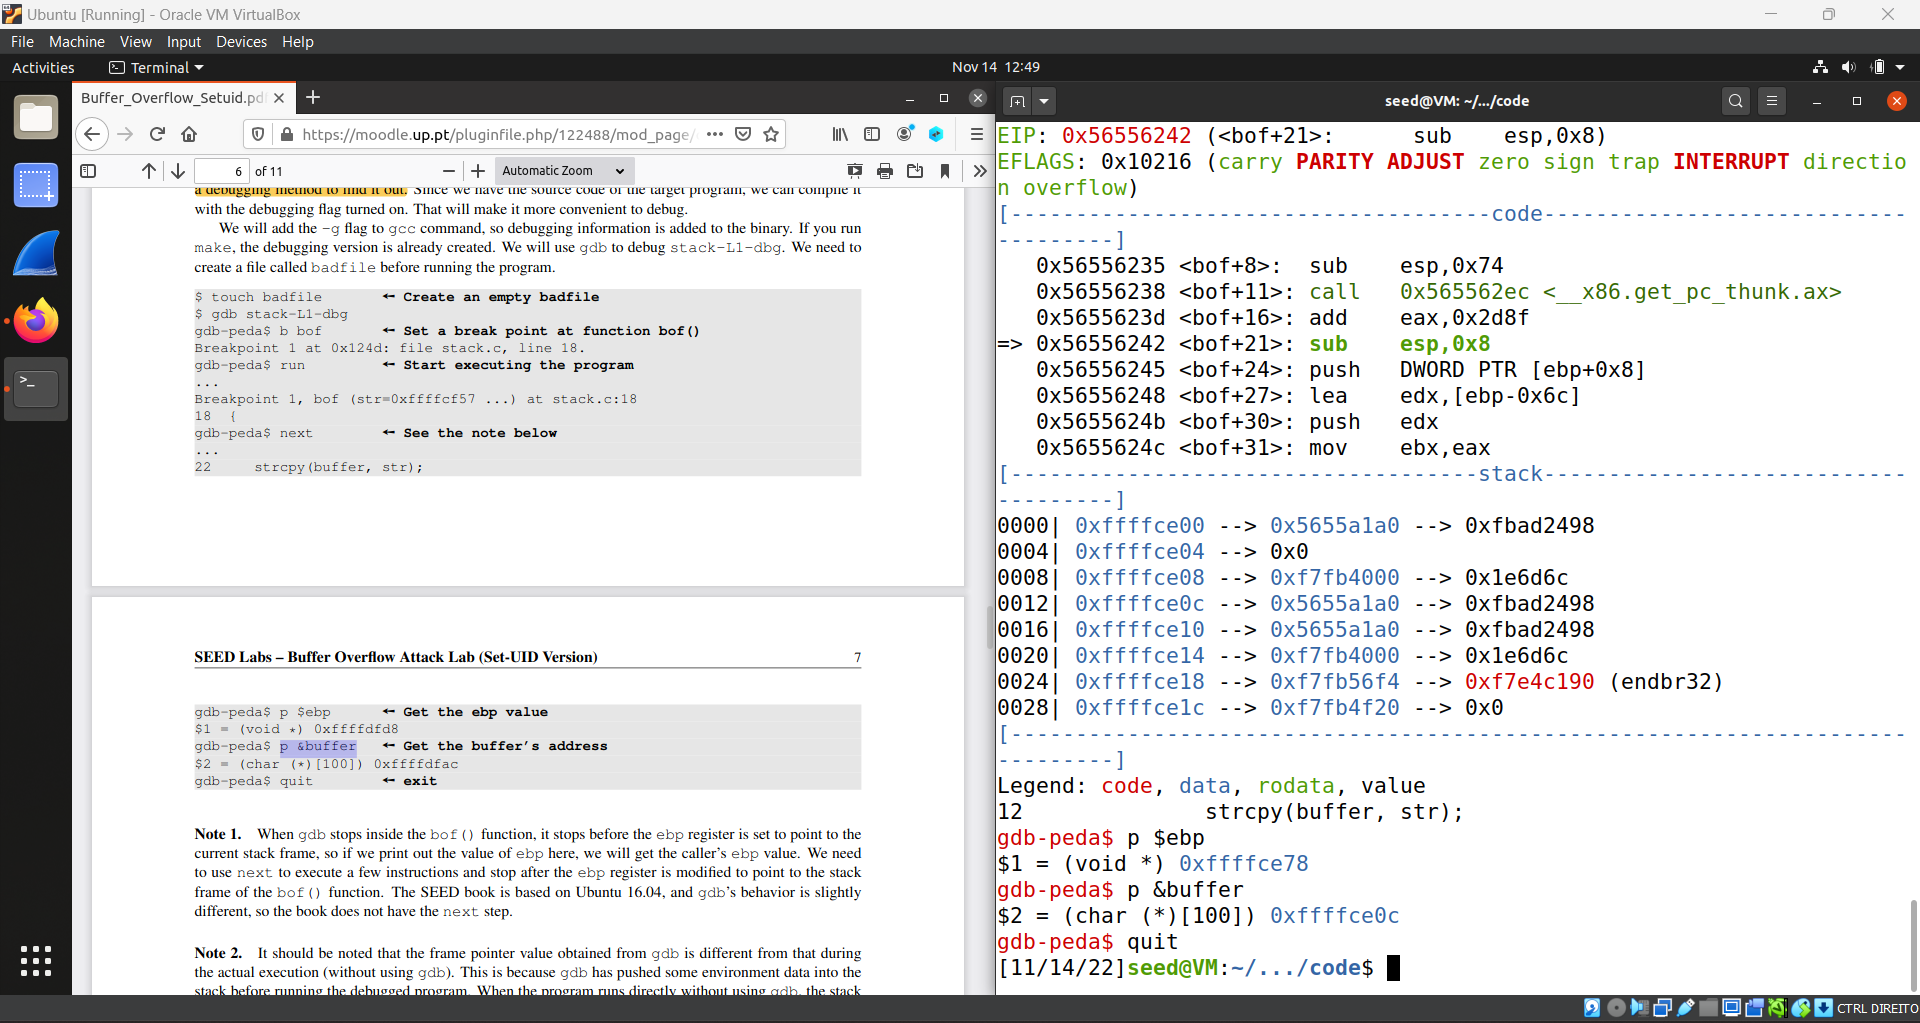 Ubuntu [Running] - Oracle VM VirtualBox
File Machine View Input Devices Help
Activities Terminal Nov 14 12:49
Buffer_Overflow_Setuid.pd
https://moodle.up.pt/pluginfile.php/122488/mod_page/
6 of 11 Automatic Zoom
a debugging method to find it out. Since we have the source code of the target program, we can compile it
with the debugging flag turned on. That will make it more convenient to debug.
We will add the -g flag to gcc command, so debugging information is added to the binary. If you run
make, the debugging version is already created. We will use gdb to debug stack-L1-dbg. We need to
create a file called badfile before running the program.
$ touch badfile ← Create an empty badfile
$ gdb stack-L1-dbg
gdb-peda$ b bof ← Set a break point at function bof()
Breakpoint 1 at 0x124d: file stack.c, line 18.
gdb-peda$ run ← Start executing the program
...
Breakpoint 1, bof (str=0xffffcf57 ...) at stack.c:18
18 {
gdb-peda$ next ← See the note below
...
22 strcpy(buffer, str);
SEED Labs – Buffer Overflow Attack Lab (Set-UID Version) 7
gdb-peda$ p $ebp ← Get the ebp value
$1 = (void *) 0xffffdfd8
gdb-peda$ p &buffer ← Get the buffer's address
$2 = (char (*)[100]) 0xffffdfac
gdb-peda$ quit ← exit
Note 1. When gdb stops inside the bof() function, it stops before the ebp register is set to point to the
current stack frame, so if we print out the value of ebp here, we will get the caller's ebp value. We need
to use next to execute a few instructions and stop after the ebp register is modified to point to the stack
frame of the bof() function. The SEED book is based on Ubuntu 16.04, and gdb's behavior is slightly
different, so the book does not have the next step.
Note 2. It should be noted that the frame pointer value obtained from gdb is different from that during
the actual execution (without using gdb). This is because gdb has pushed some environment data into the
stack before running the debugged program. When the program runs directly without using gdb, the stack
seed@VM: ~/.../code
EIP: 0x56556242 (<bof+21>: sub esp,0x8)
EFLAGS: 0x10216 (carry PARITY ADJUST zero sign trap INTERRUPT directio
n overflow)
[-------------------------------------code----------------------------
---------]
0x56556235 <bof+8>: sub esp,0x74
0x56556238 <bof+11>: call 0x565562ec <__x86.get_pc_thunk.ax>
0x5655623d <bof+16>: add eax,0x2d8f
=> 0x56556242 <bof+21>: sub esp,0x8
0x56556245 <bof+24>: push DWORD PTR [ebp+0x8]
0x56556248 <bof+27>: lea edx,[ebp-0x6c]
0x5655624b <bof+30>: push edx
0x5655624c <bof+31>: mov ebx,eax
[------------------------------------stack----------------------------
---------]
0000| 0xffffce00 --> 0x5655a1a0 --> 0xfbad2498
0004| 0xffffce04 --> 0x0
0008| 0xffffce08 --> 0xf7fb4000 --> 0x1e6d6c
0012| 0xffffce0c --> 0x5655a1a0 --> 0xfbad2498
0016| 0xffffce10 --> 0x5655a1a0 --> 0xfbad2498
0020| 0xffffce14 --> 0xf7fb4000 --> 0x1e6d6c
0024| 0xffffce18 --> 0xf7fb56f4 --> 0xf7e4c190 (endbr32)
0028| 0xffffce1c --> 0xf7fb4f20 --> 0x0
[---------------------------------------------------------------------
---------]
Legend: code, data, rodata, value
12 strcpy(buffer, str);
gdb-peda$ p $ebp
$1 = (void *) 0xffffce78
gdb-peda$ p &buffer
$2 = (char (*)[100]) 0xffffce0c
gdb-peda$ quit
[11/14/22]seed@VM:~/.../code$
CTRL DIREITO